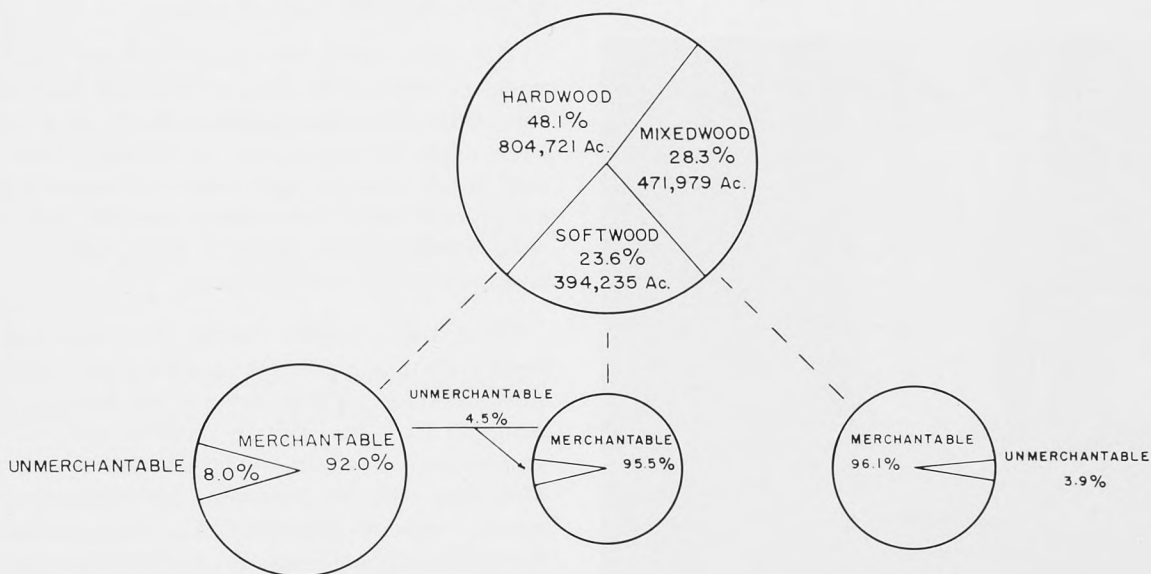 HARDWOOD
48.1%
804,721 Ac.
MIXEDWOOD
28.3%
471,979 Ac.
SOFTWOOD
23.6%
394,235 Ac.
UNMERCHANTABLE
8.0%
MERCHANTABLE
92.0%
UNMERCHANTABLE
4.5%
MERCHANTABLE
95.5%
MERCHANTABLE
96.1%
UNMERCHANTABLE
3.9%